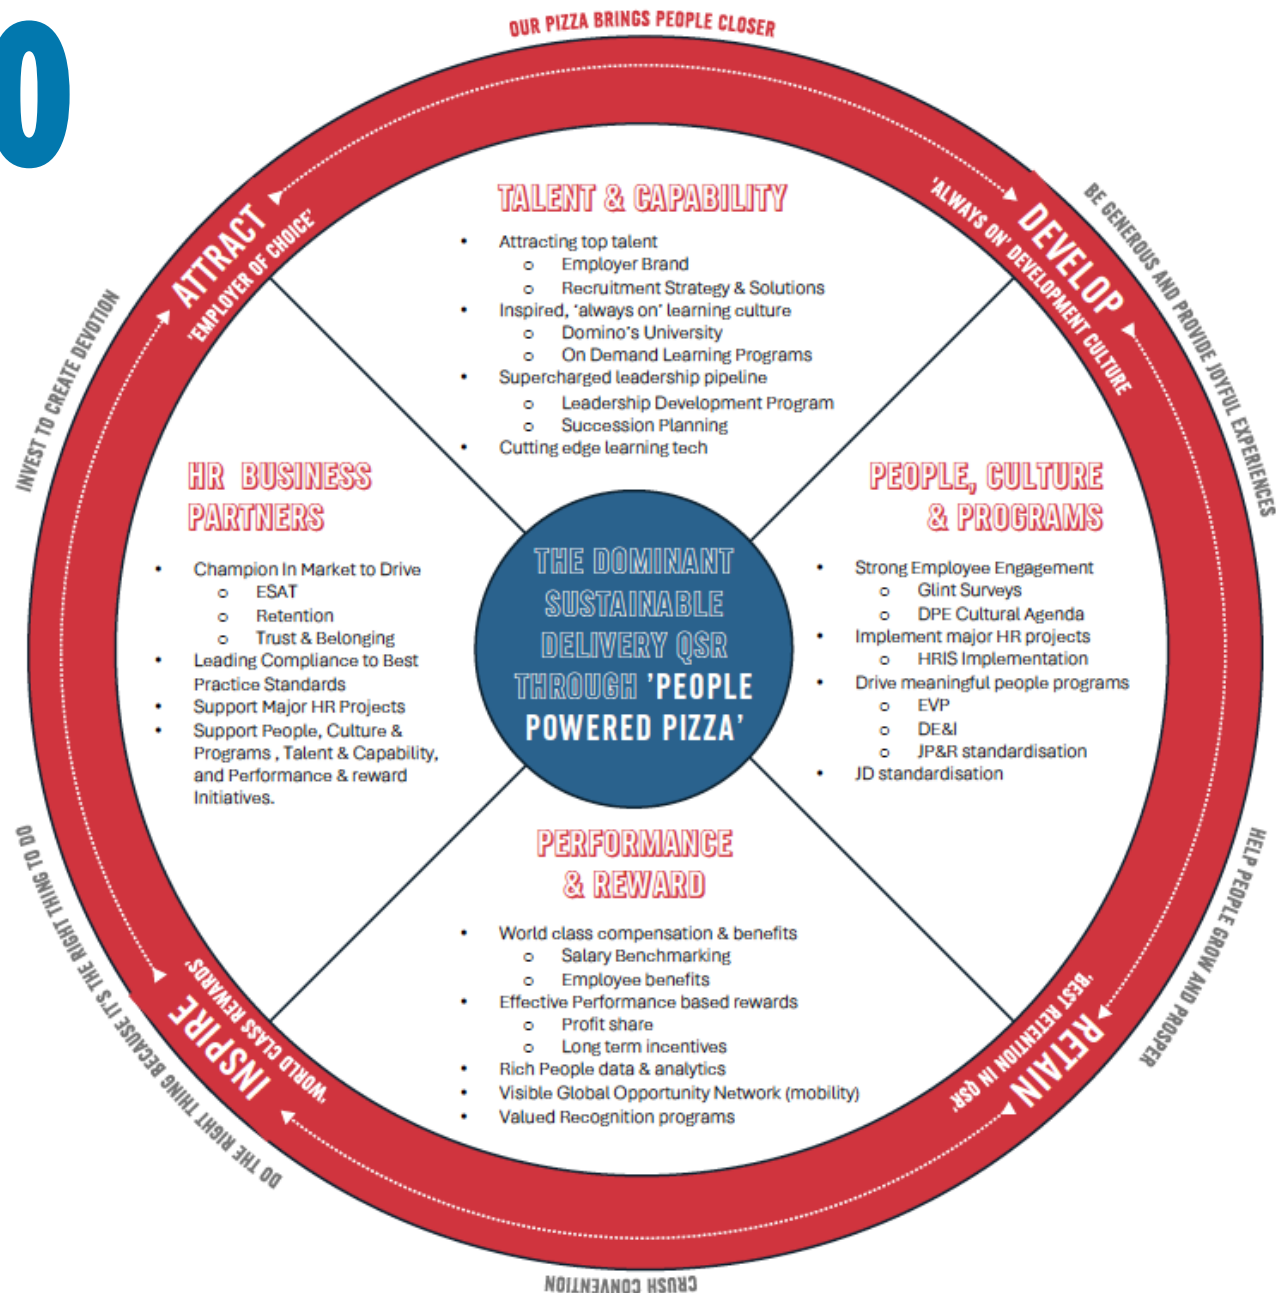 0
OUR PIZZA BRINGS PEOPLE CLOSER
ATTRACT
'EMPLOYER OF CHOICE'
'ALWAYS ON' DEVELOPMENT CULTURE
DEVELOP
BE GENEROUS AND PROVIDE JOYFUL EXPERIENCES
INVEST TO CREATE DEVOTION
TALENT & CAPABILITY
• Attracting top talent
o Employer Brand
o Recruitment Strategy & Solutions
• Inspired, 'always on' learning culture
o Domino's University
o On Demand Learning Programs
• Supercharged leadership pipeline
o Leadership Development Program
o Succession Planning
• Cutting edge learning tech
HR BUSINESS
PARTNERS
• Champion In Market to Drive
o ESAT
o Retention
o Trust & Belonging
• Leading Compliance to Best
Practice Standards
• Support Major HR Projects
• Support People, Culture &
Programs , Talent & Capability,
and Performance & reward
Initiatives.
THE DOMINANT
SUSTAINABLE
DELIVERY QSR
THROUGH 'PEOPLE
POWERED PIZZA'
PEOPLE, CULTURE
& PROGRAMS
• Strong Employee Engagement
o Glint Surveys
o DPE Cultural Agenda
• Implement major HR projects
o HRIS Implementation
• Drive meaningful people programs
o EVP
o DE&I
o JP&R standardisation
• JD standardisation
PERFORMANCE
& REWARD
• World class compensation & benefits
o Salary Benchmarking
o Employee benefits
• Effective Performance based rewards
o Profit share
o Long term incentives
• Rich People data & analytics
• Visible Global Opportunity Network (mobility)
• Valued Recognition programs
INSPIRE
'WORLD CLASS REWARDS'
'BEST RETENTION IN QSR'
RETAIN
HELP PEOPLE GROW AND PROSPER
DO THE RIGHT THING BECAUSE IT'S THE RIGHT THING TO DO
CRUSH CONVENTION